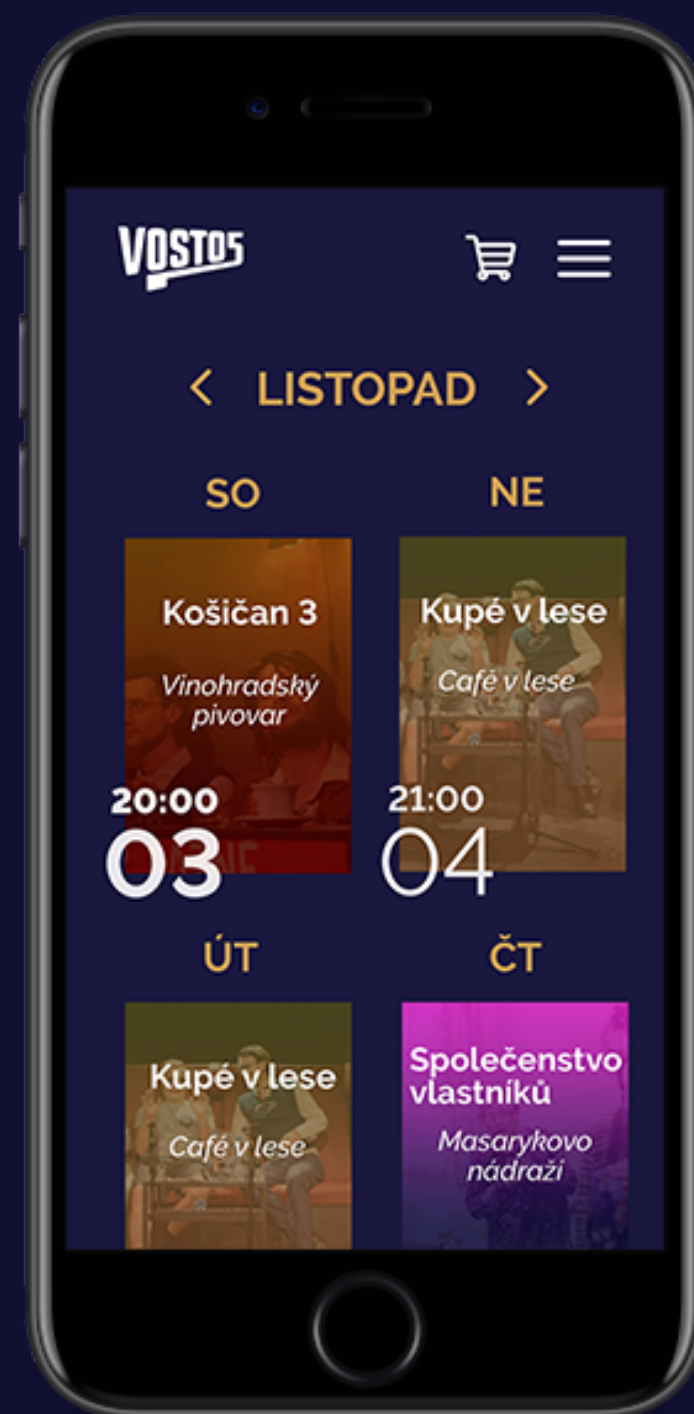 VOSTO5
LISTOPAD
SO
NE
Košičan 3
Vinohradský
pivovar
20:00
03
Kupé v lese
Café v lese
21:00
04
ÚT
ČT
Kupé v lese
Café v lese
Společenstvo
vlastníků
Masarykovo
nádraží